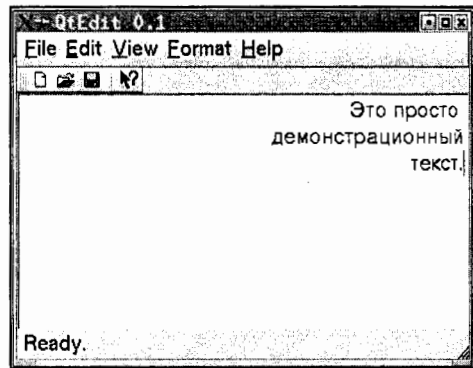 QtEdit 0.1
File Edit View Format Help
Это просто
демонстрационный
текст.
Ready.